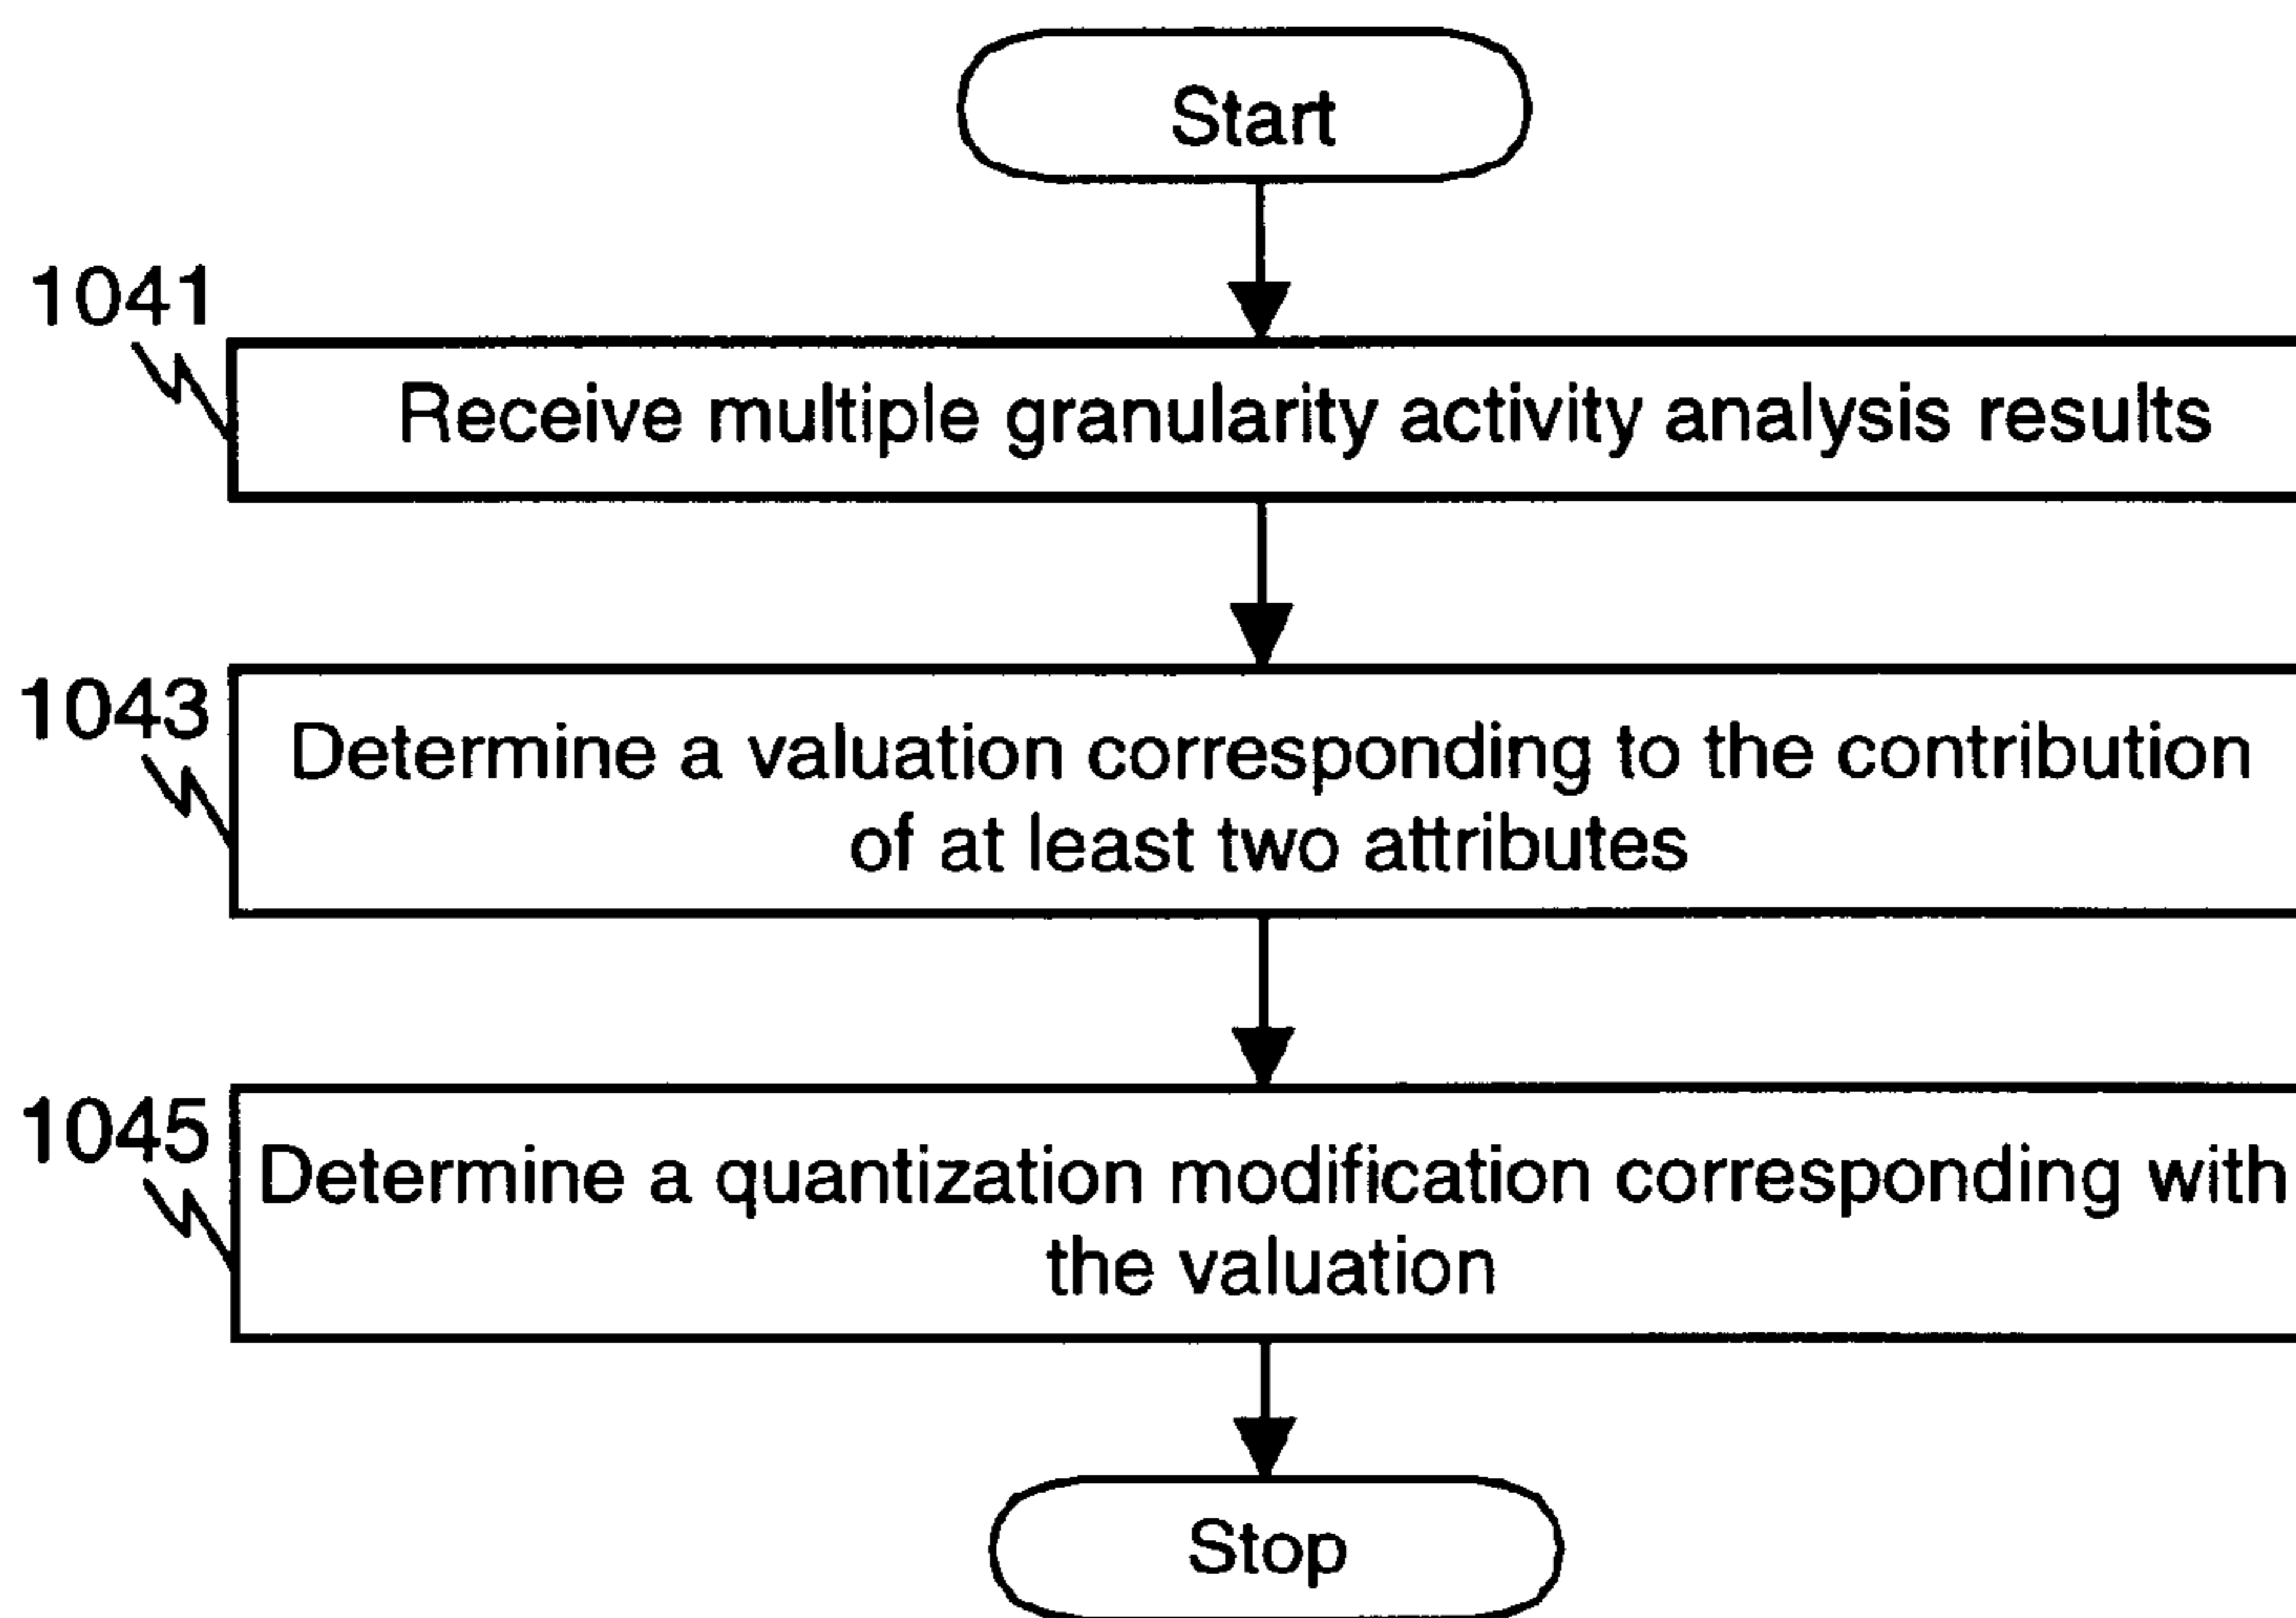 Start
1041
Receive multiple granularity activity analysis results
1043
Determine a valuation corresponding to the contribution
of at least two attributes
1045
Determine a quantization modification corresponding with
the valuation
Stop